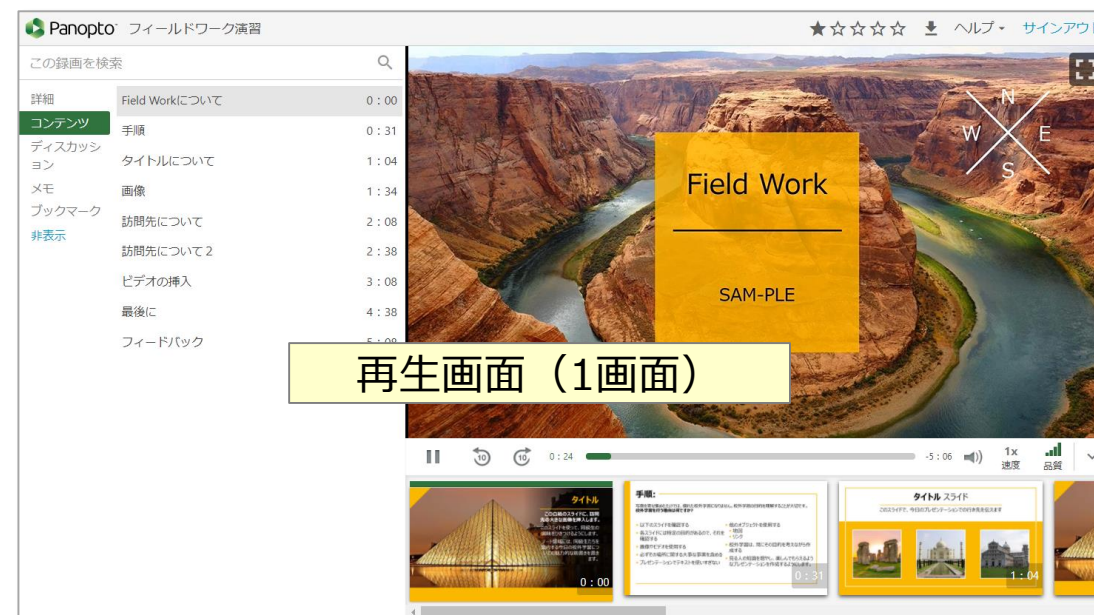 Panopto フィールドワーク演習
★☆☆☆☆ ヘルプ サインアウト
この録画を検索
詳細
コンテンツ
ディスカッシ
ョン
メモ
ブックマーク
非表示
Field Workについて 0:00
手順 0:31
タイトルについて 1:04
画像 1:34
訪問先について 2:08
訪問先について2 2:38
ビデオの挿入 3:08
最後に 4:38
フィードバック 5:08
N
W E
S
Field Work
SAM-PLE
再生画面（1画面）
10 10 0:24 -5:06 1x
速度 品質
タイトル
0:00
手順:
0:31
タイトル スライド
1:04